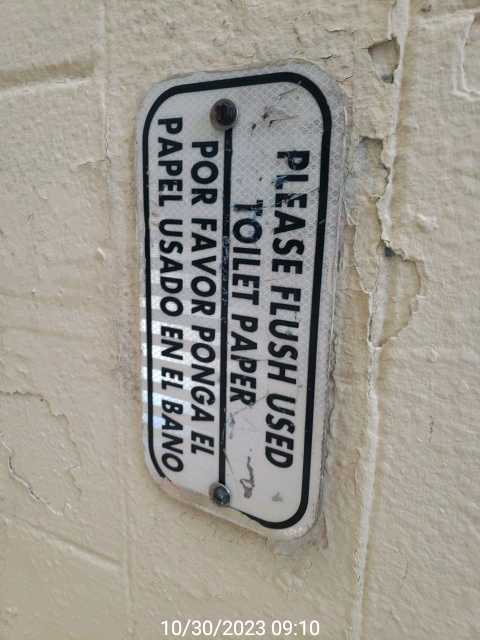 PLEASE FLUSH USED
TOILET PAPER
POR FAVOR PONGA EL
PAPEL USADO EN EL BANO
10/30/2023 09:10